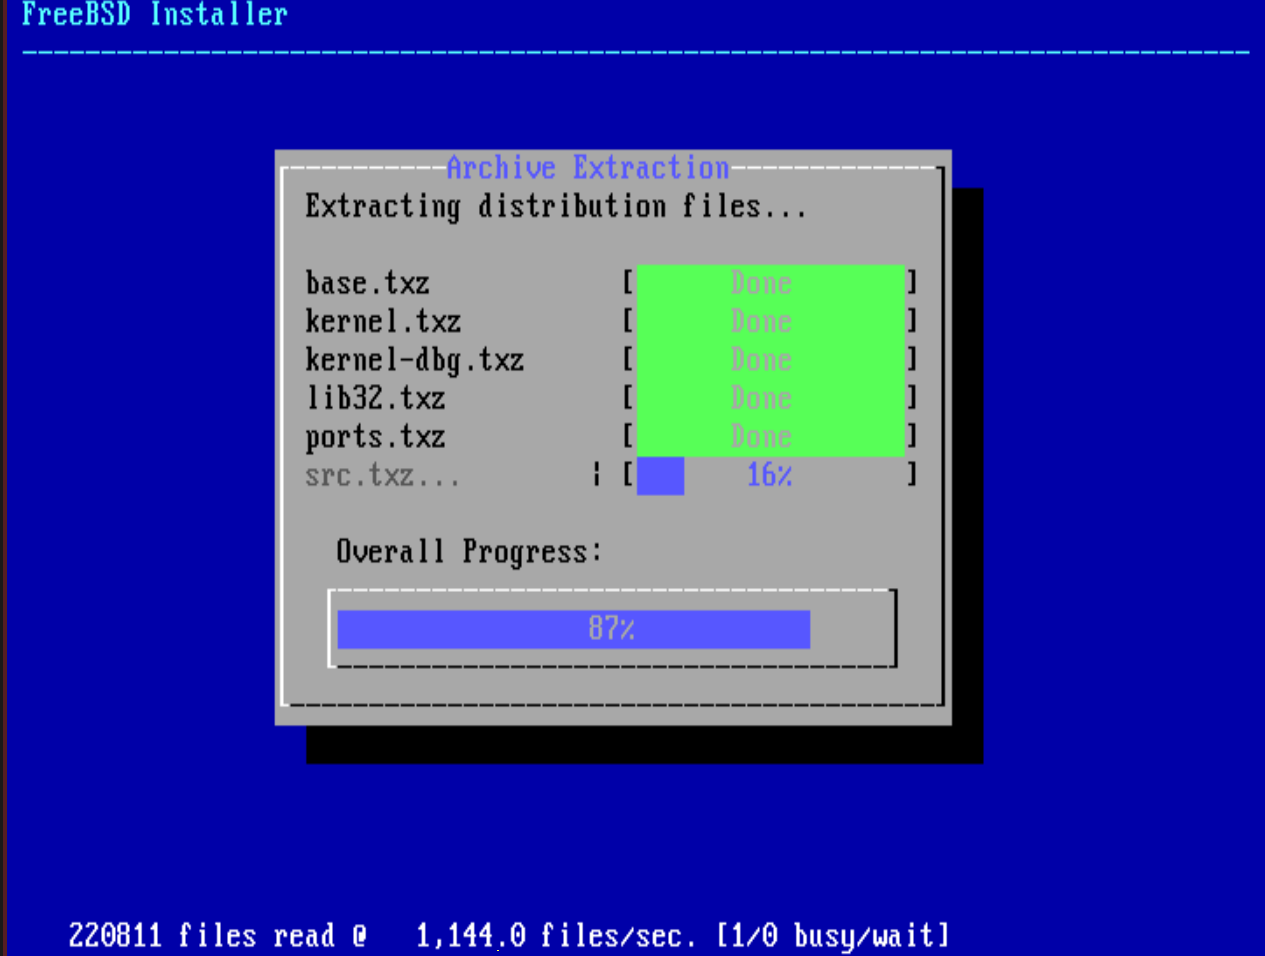 FreeBSD Installer
Archive Extraction
Extracting distribution files...
base.txz [ Done ]
kernel.txz [ Done ]
kernel-dbg.txz [ Done ]
lib32.txz [ Done ]
ports.txz [ Done ]
src.txz... | [ 16% ]
Overall Progress:
87%
220811 files read @ 1,144.0 files/sec. [1/0 busy/wait]